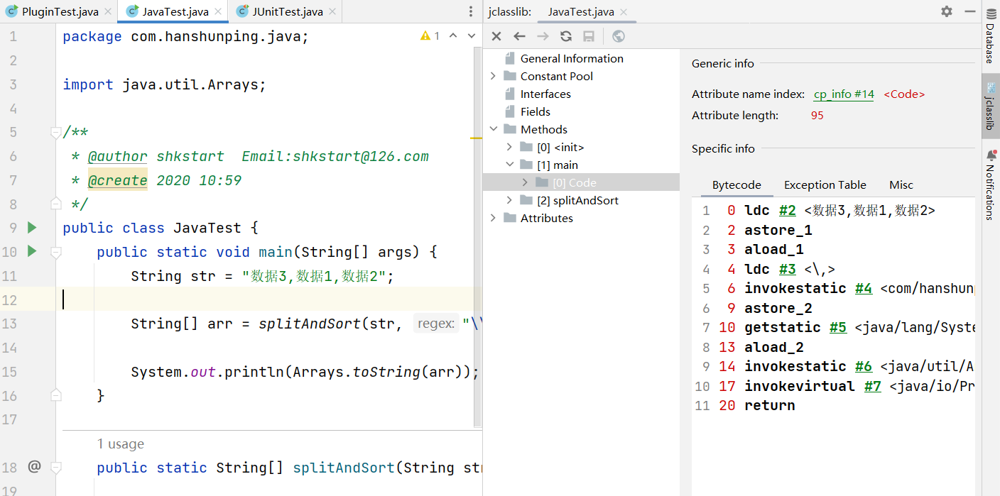 PluginTest.java JavaTest.java JUnitTest.java
1 package com.hanshunping.java; 1
2
3 import java.util.Arrays;
4
5 /**
6 * @author shkstart Email:shkstart@126.com
7 * @create 2020 10:59
8 */
9 public class JavaTest {
10 public static void main(String[] args) {
11 String str = "数据3,数据1,数据2";
12
13 String[] arr = splitAndSort(str, regex: "\\
14
15 System.out.println(Arrays.toString(arr));
16 }
17
1 usage
18 @ public static String[] splitAndSort(String str
19
jclasslib: JavaTest.java
General Information
Constant Pool
Interfaces
Fields
Methods
[0] <init>
[1] main
[0] Code
[2] splitAndSort
Attributes
Generic info
Attribute name index: cp_info #14 <Code>
Attribute length: 95
Specific info
Bytecode Exception Table Misc
1 0 ldc #2 <数据3,数据1,数据2>
2 2 astore_1
3 3 aload_1
4 4 ldc #3 <\,>
5 6 invokestatic #4 <com/hanshunp
6 9 astore_2
7 10 getstatic #5 <java/lang/Syste
8 13 aload_2
9 14 invokestatic #6 <java/util/A
10 17 invokevirtual #7 <java/io/Pr
11 20 return
Database
jclasslib
Notifications